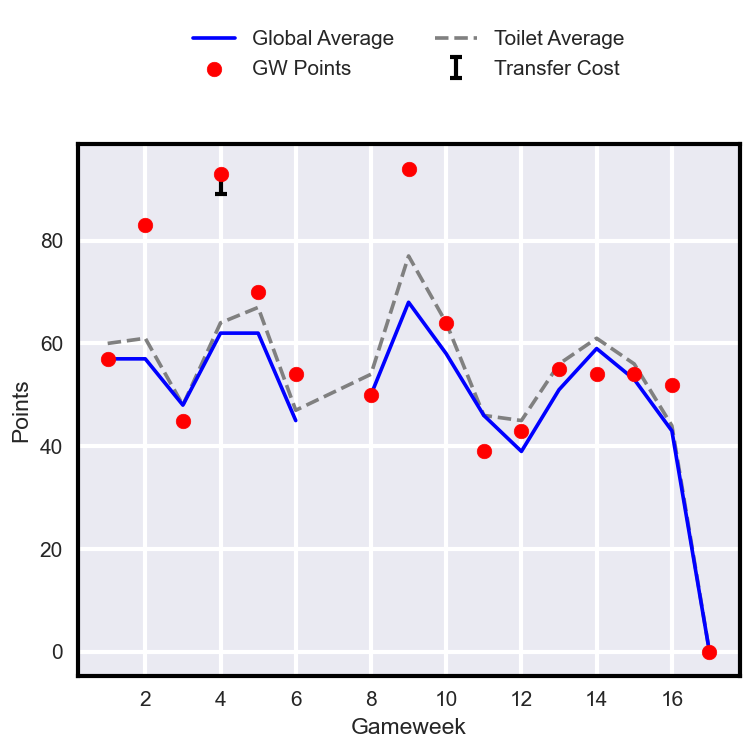 Global Average
Toilet Average
GW Points
Transfer Cost
80
60
40
20
0
Points
2 4 6 8 10 12 14 16
Gameweek